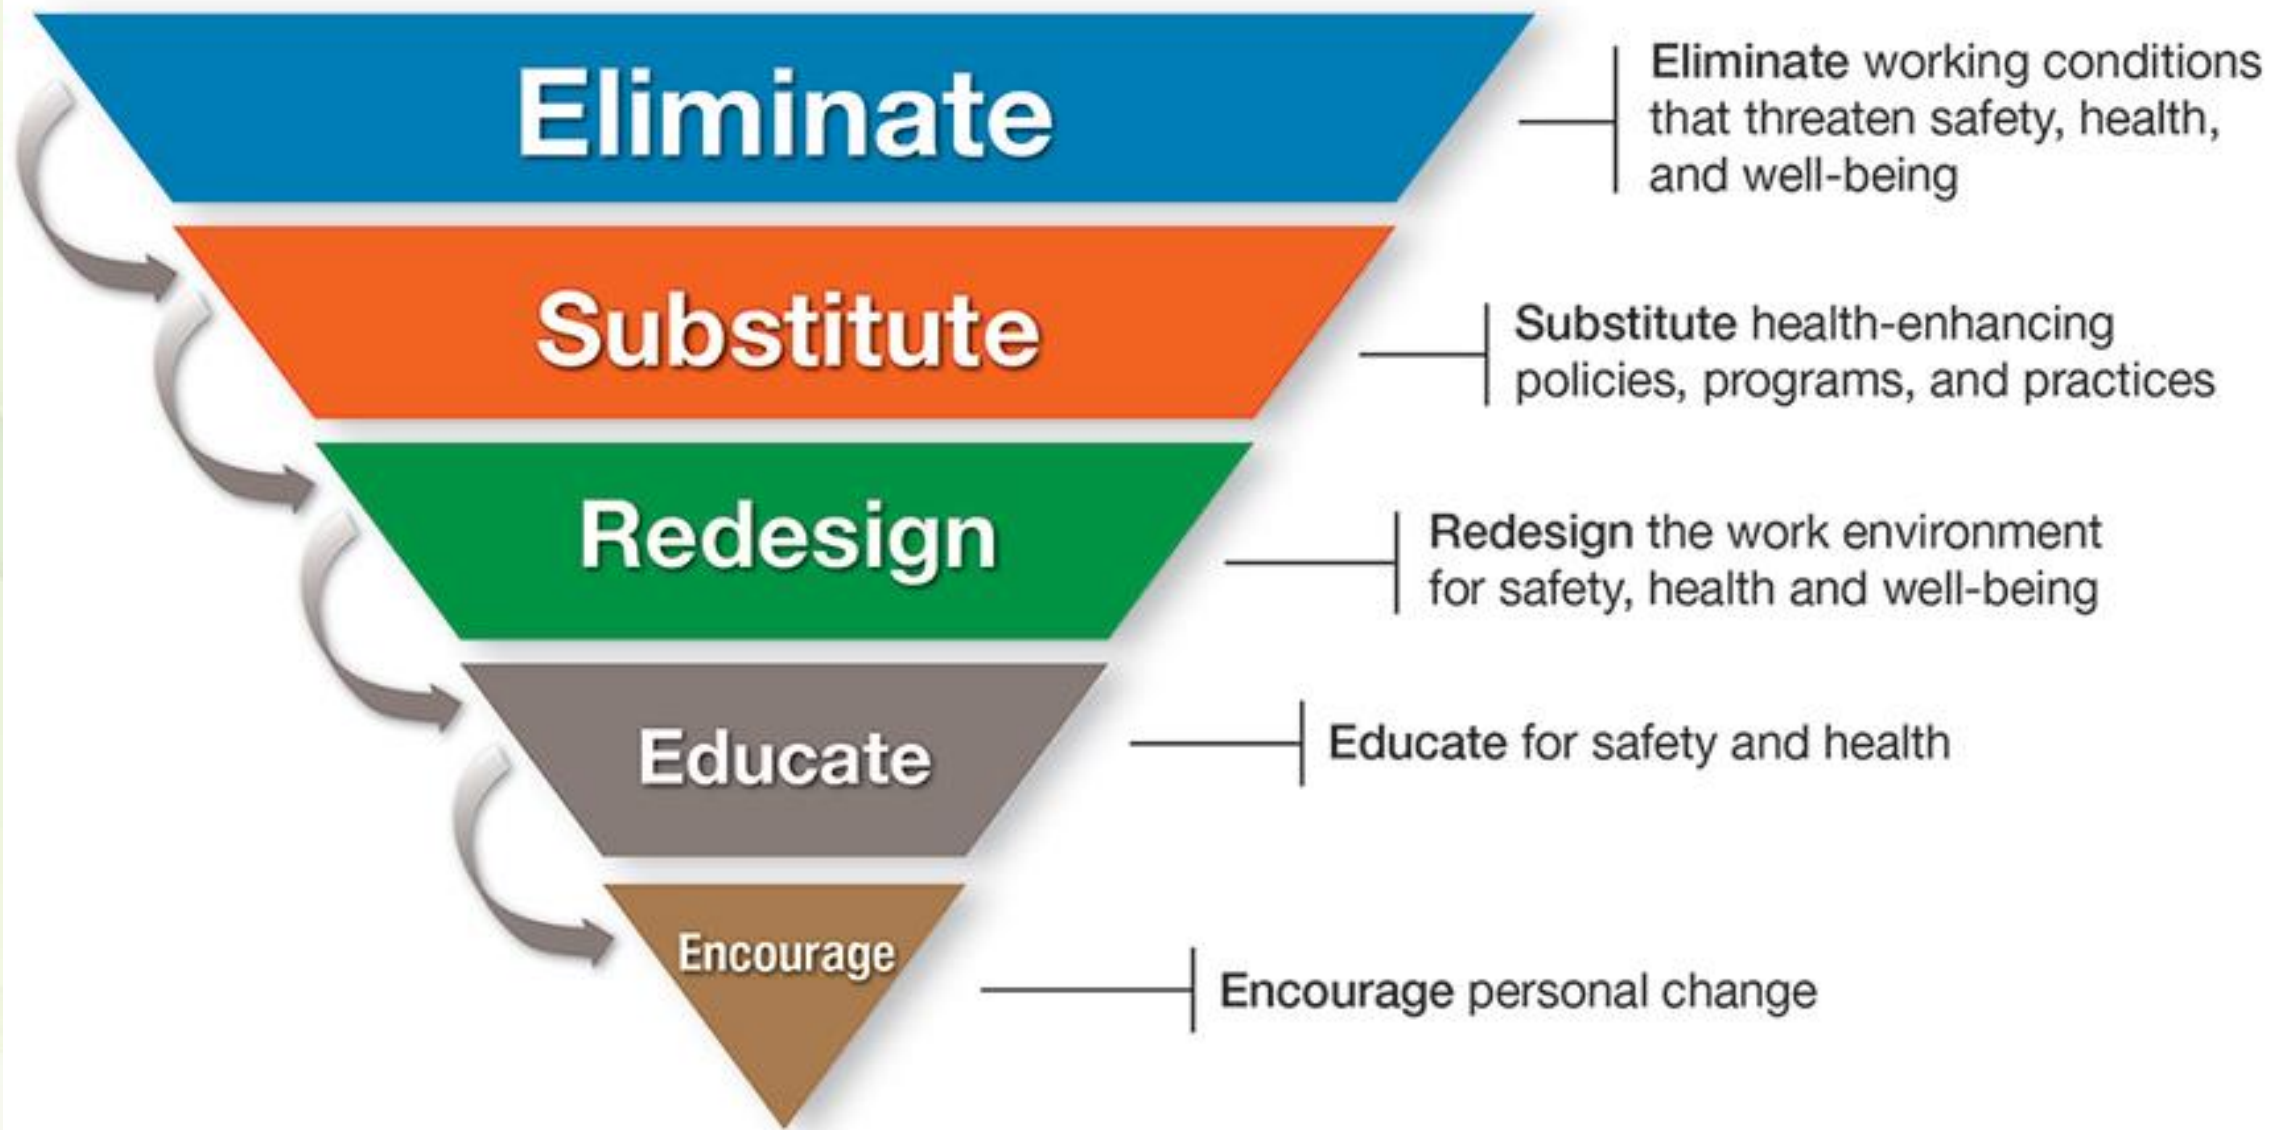 Eliminate
Eliminate working conditions
that threaten safety, health,
and well-being
Substitute
Substitute health-enhancing
policies, programs, and practices
Redesign
Redesign the work environment
for safety, health and well-being
Educate
Educate for safety and health
Encourage
Encourage personal change